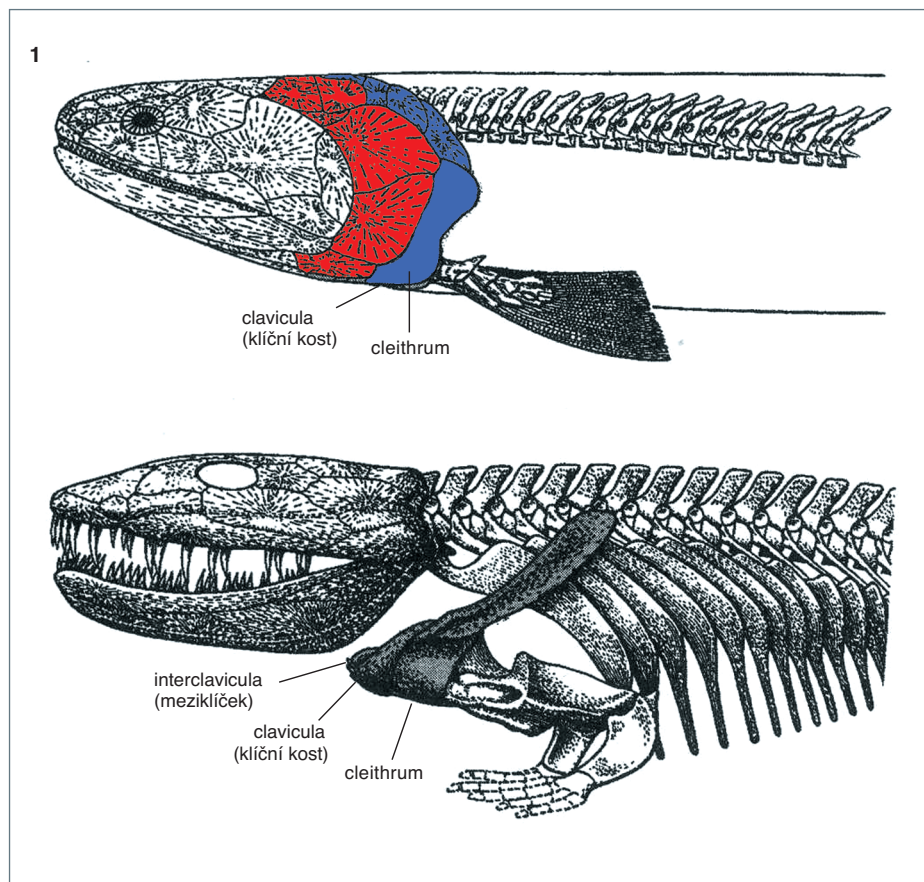 1
clavicula
(klíční kost)
cleithrum
interclavicula
(meziklíček)
clavicula
(klíční kost)
cleithrum